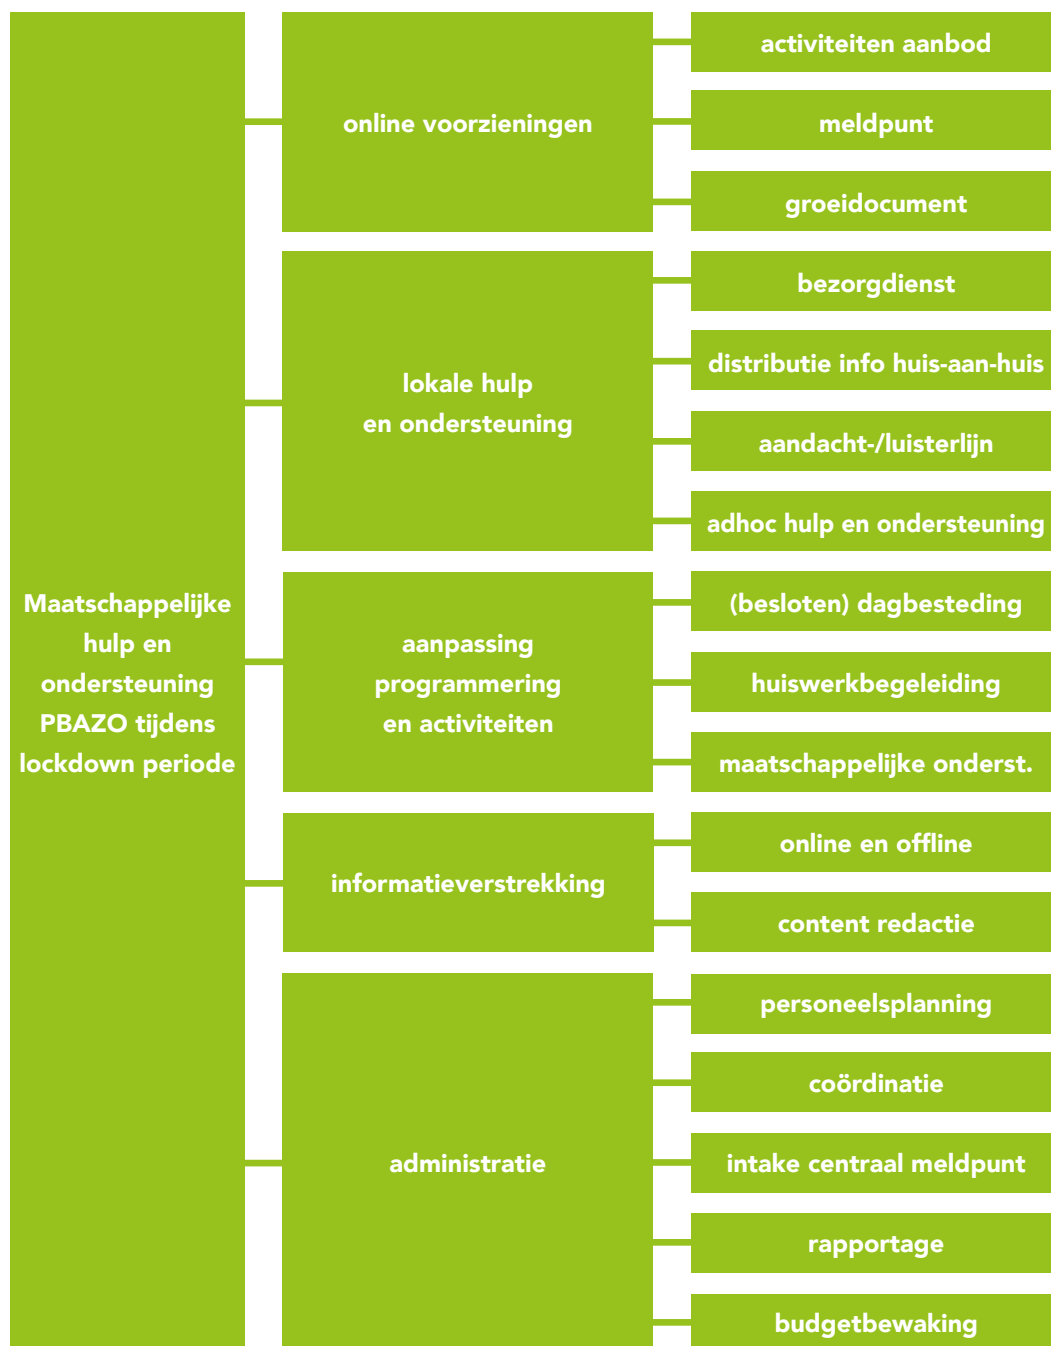 Maatschappelijke
hulp en
ondersteuning
PBAZO tijdens
lockdown periode
online voorzieningen
activiteiten aanbod
meldpunt
groeidocument
lokale hulp
en ondersteuning
bezorgdienst
distributie info huis-aan-huis
aandacht-/luisterlijn
adhoc hulp en ondersteuning
aanpassing
programmering
en activiteiten
(besloten) dagbesteding
huiswerkbegeleiding
maatschappelijke onderst.
informatieverstrekking
online en offline
content redactie
administratie
personeelsplanning
coördinatie
intake centraal meldpunt
rapportage
budgetbewaking